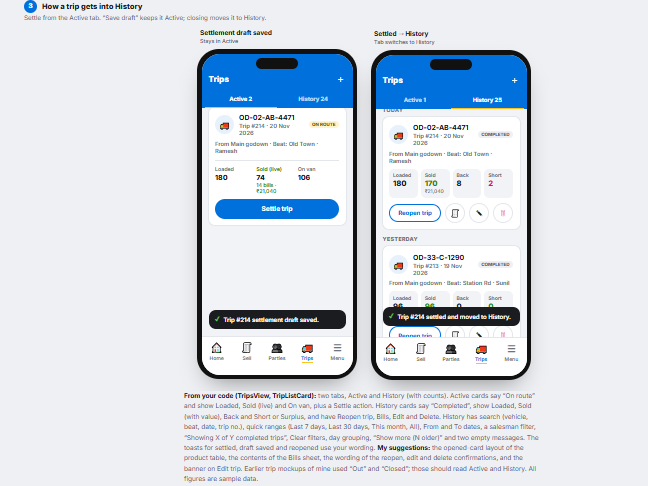 3 How a trip gets into History
Settle from the Active tab. "Save draft" keeps it Active; closing moves it to History.
Settlement draft saved
Stays in Active
Trips +
Active 2 History 24
OD-02-AB-4471
Trip #214 · 20 Nov
2026
ON ROUTE
From Main godown · Beat: Old Town ·
Ramesh
Loaded Sold (live) On van
180 74 106
14 bills ·
₹21,040
Settle trip
✓ Trip #214 settlement draft saved.
Home Sell Parties Trips Menu
Settled → History
Tab switches to History
Trips +
Active 1 History 25
TODAY
OD-02-AB-4471
Trip #214 · 20 Nov
2026
COMPLETED
From Main godown · Beat: Old Town ·
Ramesh
Loaded Sold Back Short
180 170 8 2
₹21,040
Reopen trip
YESTERDAY
OD-33-C-1290
Trip #213 · 19 Nov
2026
COMPLETED
From Main godown · Beat: Station Rd · Sunil
Loaded Sold Back Short
96 96 0 0
✓ Trip #214 settled and moved to History.
Reopen trip
Home Sell Parties Trips Menu
From your code (TripsView, TripListCard): two tabs, Active and History (with counts). Active cards say "On route"
and show Loaded, Sold (live) and On van, plus a Settle action. History cards say "Completed", show Loaded, Sold
(with value), Back and Short or Surplus, and have Reopen trip, Bills, Edit and Delete. History has search (vehicle,
beat, date, trip no.), quick ranges (Last 7 days, Last 30 days, This month, All), From and To dates, a salesman filter,
"Showing X of Y completed trips", Clear filters, day grouping, "Show more (N older)" and two empty messages. The
toasts for settled, draft saved and reopened use your wording. My suggestions: the opened-card layout of the
product table, the contents of the Bills sheet, the wording of the reopen, edit and delete confirmations, and the
banner on Edit trip. Earlier trip mockups of mine used "Out" and "Closed"; those should read Active and History. All
figures are sample data.